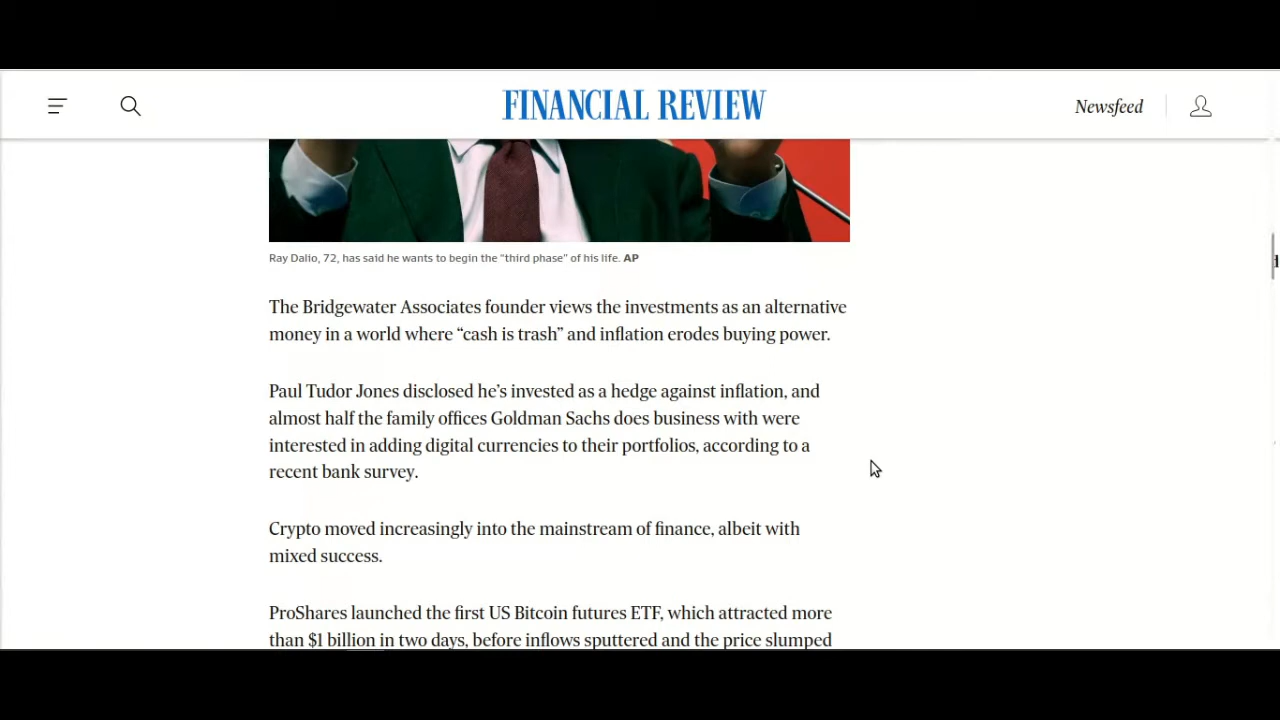 FINANCIAL REVIEW
Newsfeed
Ray Dalio, 72, has said he wants to begin the “third phase” of his life. AP
The Bridgewater Associates founder views the investments as an alternative
money in a world where “cash is trash” and inflation erodes buying power.
Paul Tudor Jones disclosed he’s invested as a hedge against inflation, and
almost half the family offices Goldman Sachs does business with were
interested in adding digital currencies to their portfolios, according to a
recent bank survey.
Crypto moved increasingly into the mainstream of finance, albeit with
mixed success.
ProShares launched the first US Bitcoin futures ETF, which attracted more
than $1 billion in two days, before inflows sputtered and the price slumped